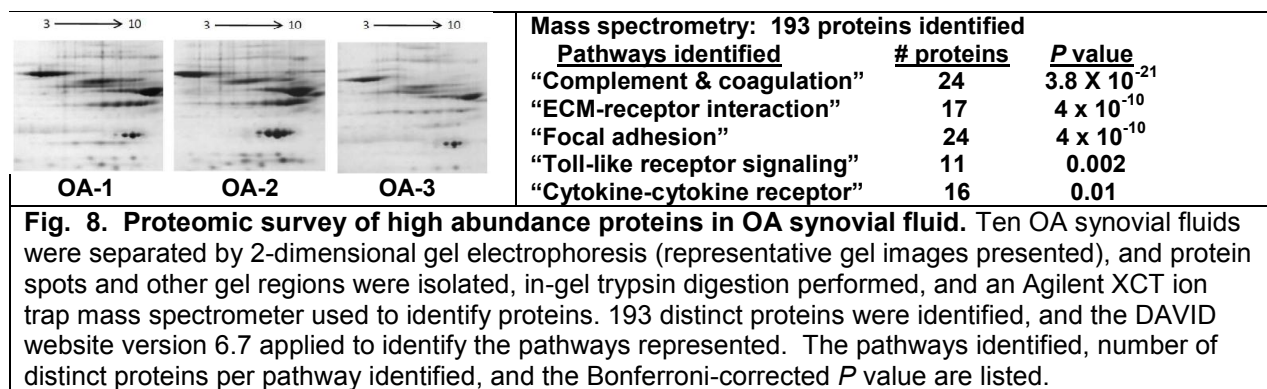 3 ⟶ 10 3 ⟶ 10 3 ⟶ 10
OA-1 OA-2 OA-3
Mass spectrometry: 193 proteins identified
Pathways identified # proteins P value
“Complement & coagulation” 24 3.8 X 10⁻²¹
“ECM-receptor interaction” 17 4 x 10⁻¹⁰
“Focal adhesion” 24 4 x 10⁻¹⁰
“Toll-like receptor signaling” 11 0.002
“Cytokine-cytokine receptor” 16 0.01
Fig. 8. Proteomic survey of high abundance proteins in OA synovial fluid. Ten OA synovial fluids
were separated by 2-dimensional gel electrophoresis (representative gel images presented), and protein
spots and other gel regions were isolated, in-gel trypsin digestion performed, and an Agilent XCT ion
trap mass spectrometer used to identify proteins. 193 distinct proteins were identified, and the DAVID
website version 6.7 applied to identify the pathways represented. The pathways identified, number of
distinct proteins per pathway identified, and the Bonferroni-corrected P value are listed.